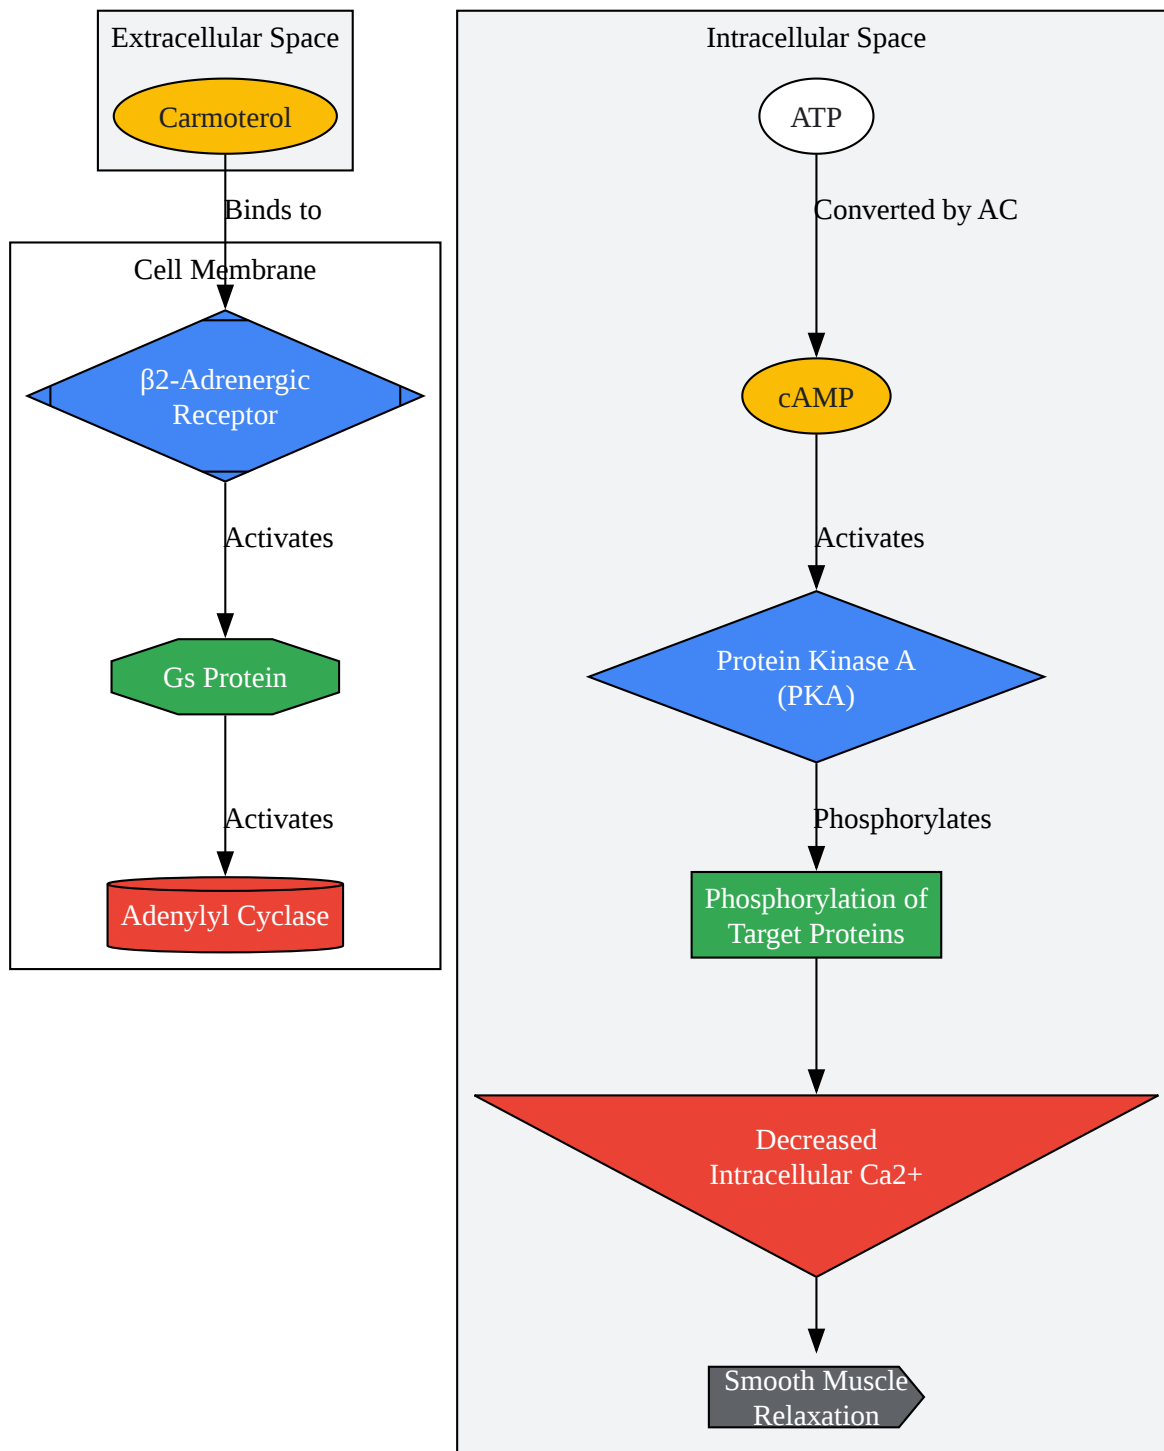 Extracellular Space
Carmoterol
Binds to
Cell Membrane
β2-Adrenergic
Receptor
Activates
Gs Protein
Activates
Adenylyl Cyclase
Intracellular Space
ATP
Converted by AC
cAMP
Activates
Protein Kinase A
(PKA)
Phosphorylates
Phosphorylation of
Target Proteins
Decreased
Intracellular Ca2+
Smooth Muscle
Relaxation